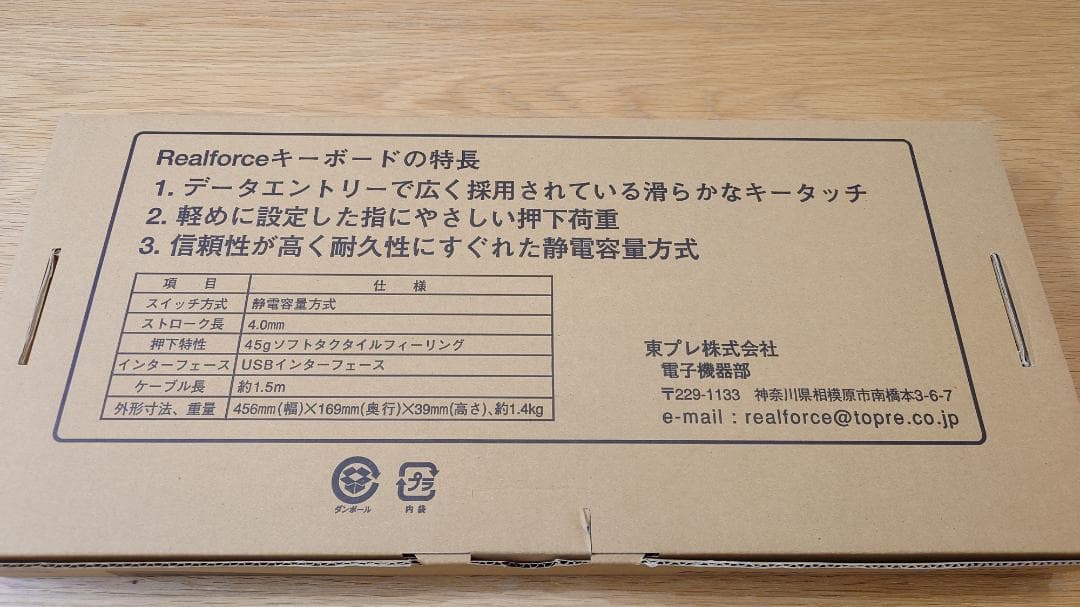 Realforceキーボードの特長
1. データエントリーで広く採用されている滑らかなキータッチ
2. 軽めに設定した指にやさしい押下荷重
3. 信頼性が高く耐久性にすぐれた静電容量方式
項 目 仕 様
スイッチ方式 静電容量方式
ストローク長 4.0mm
押下特性 45gソフトタクタイルフィーリング
インターフェース USBインターフェース
ケーブル長 約1.5m
外形寸法、重量 456mm(幅)×169mm(奥行)×39mm(高さ)、約1.4kg
東プレ株式会社
電子機器部
〒229-1133 神奈川県相模原市南橋本3-6-7
e-mail : realforce@topre.co.jp
プラ
ダンボール 内 袋